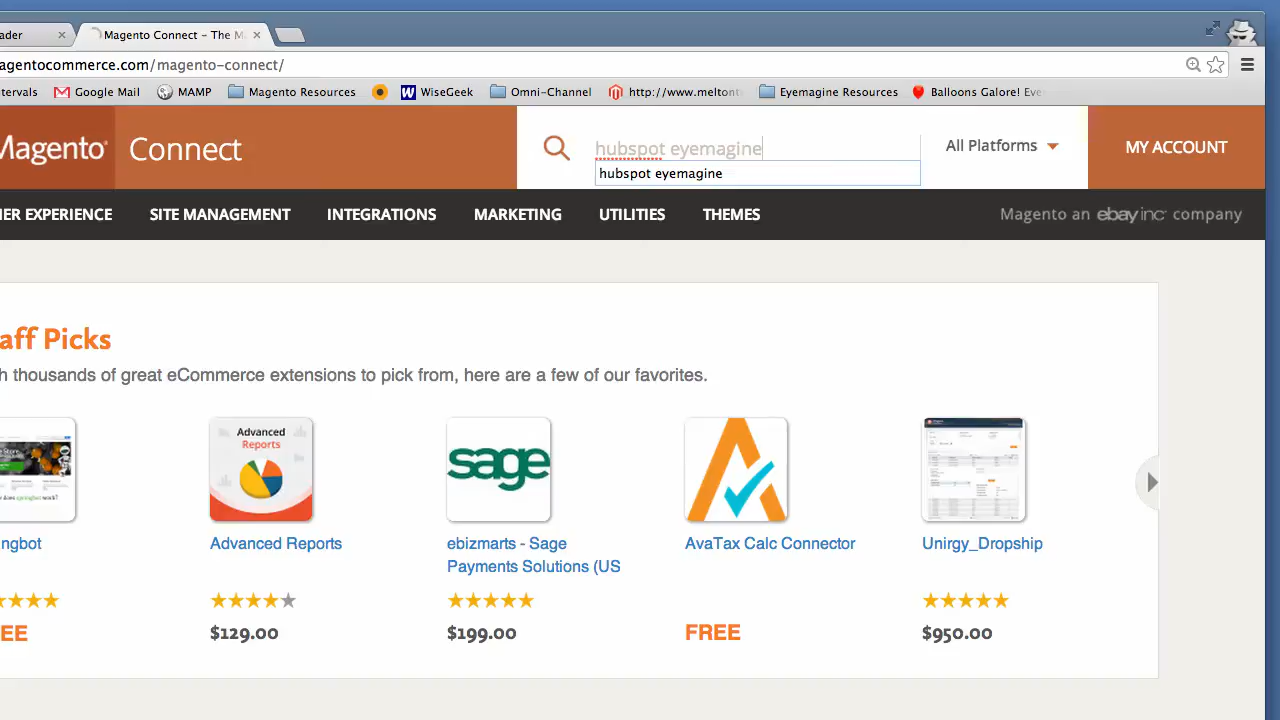 ader
Magento Connect – The M
agentocommerce.com/magento-connect/
tervals Google Mail MAMP Magento Resources WiseGeek Omni-Channel http://www.meltont Eyemagine Resources Balloons Galore! Eve
Magento Connect
hubspot eyemagine
All Platforms
MY ACCOUNT
hubspot eyemagine
ER EXPERIENCE SITE MANAGEMENT INTEGRATIONS MARKETING UTILITIES THEMES
Magento an ebay inc company
aff Picks
h thousands of great eCommerce extensions to pick from, here are a few of our favorites.
Advanced
Reports
sage
ngbot
Advanced Reports
ebizmarts - Sage
Payments Solutions (US
AvaTax Calc Connector
Unirgy_Dropship
EE
$129.00
$199.00
FREE
$950.00